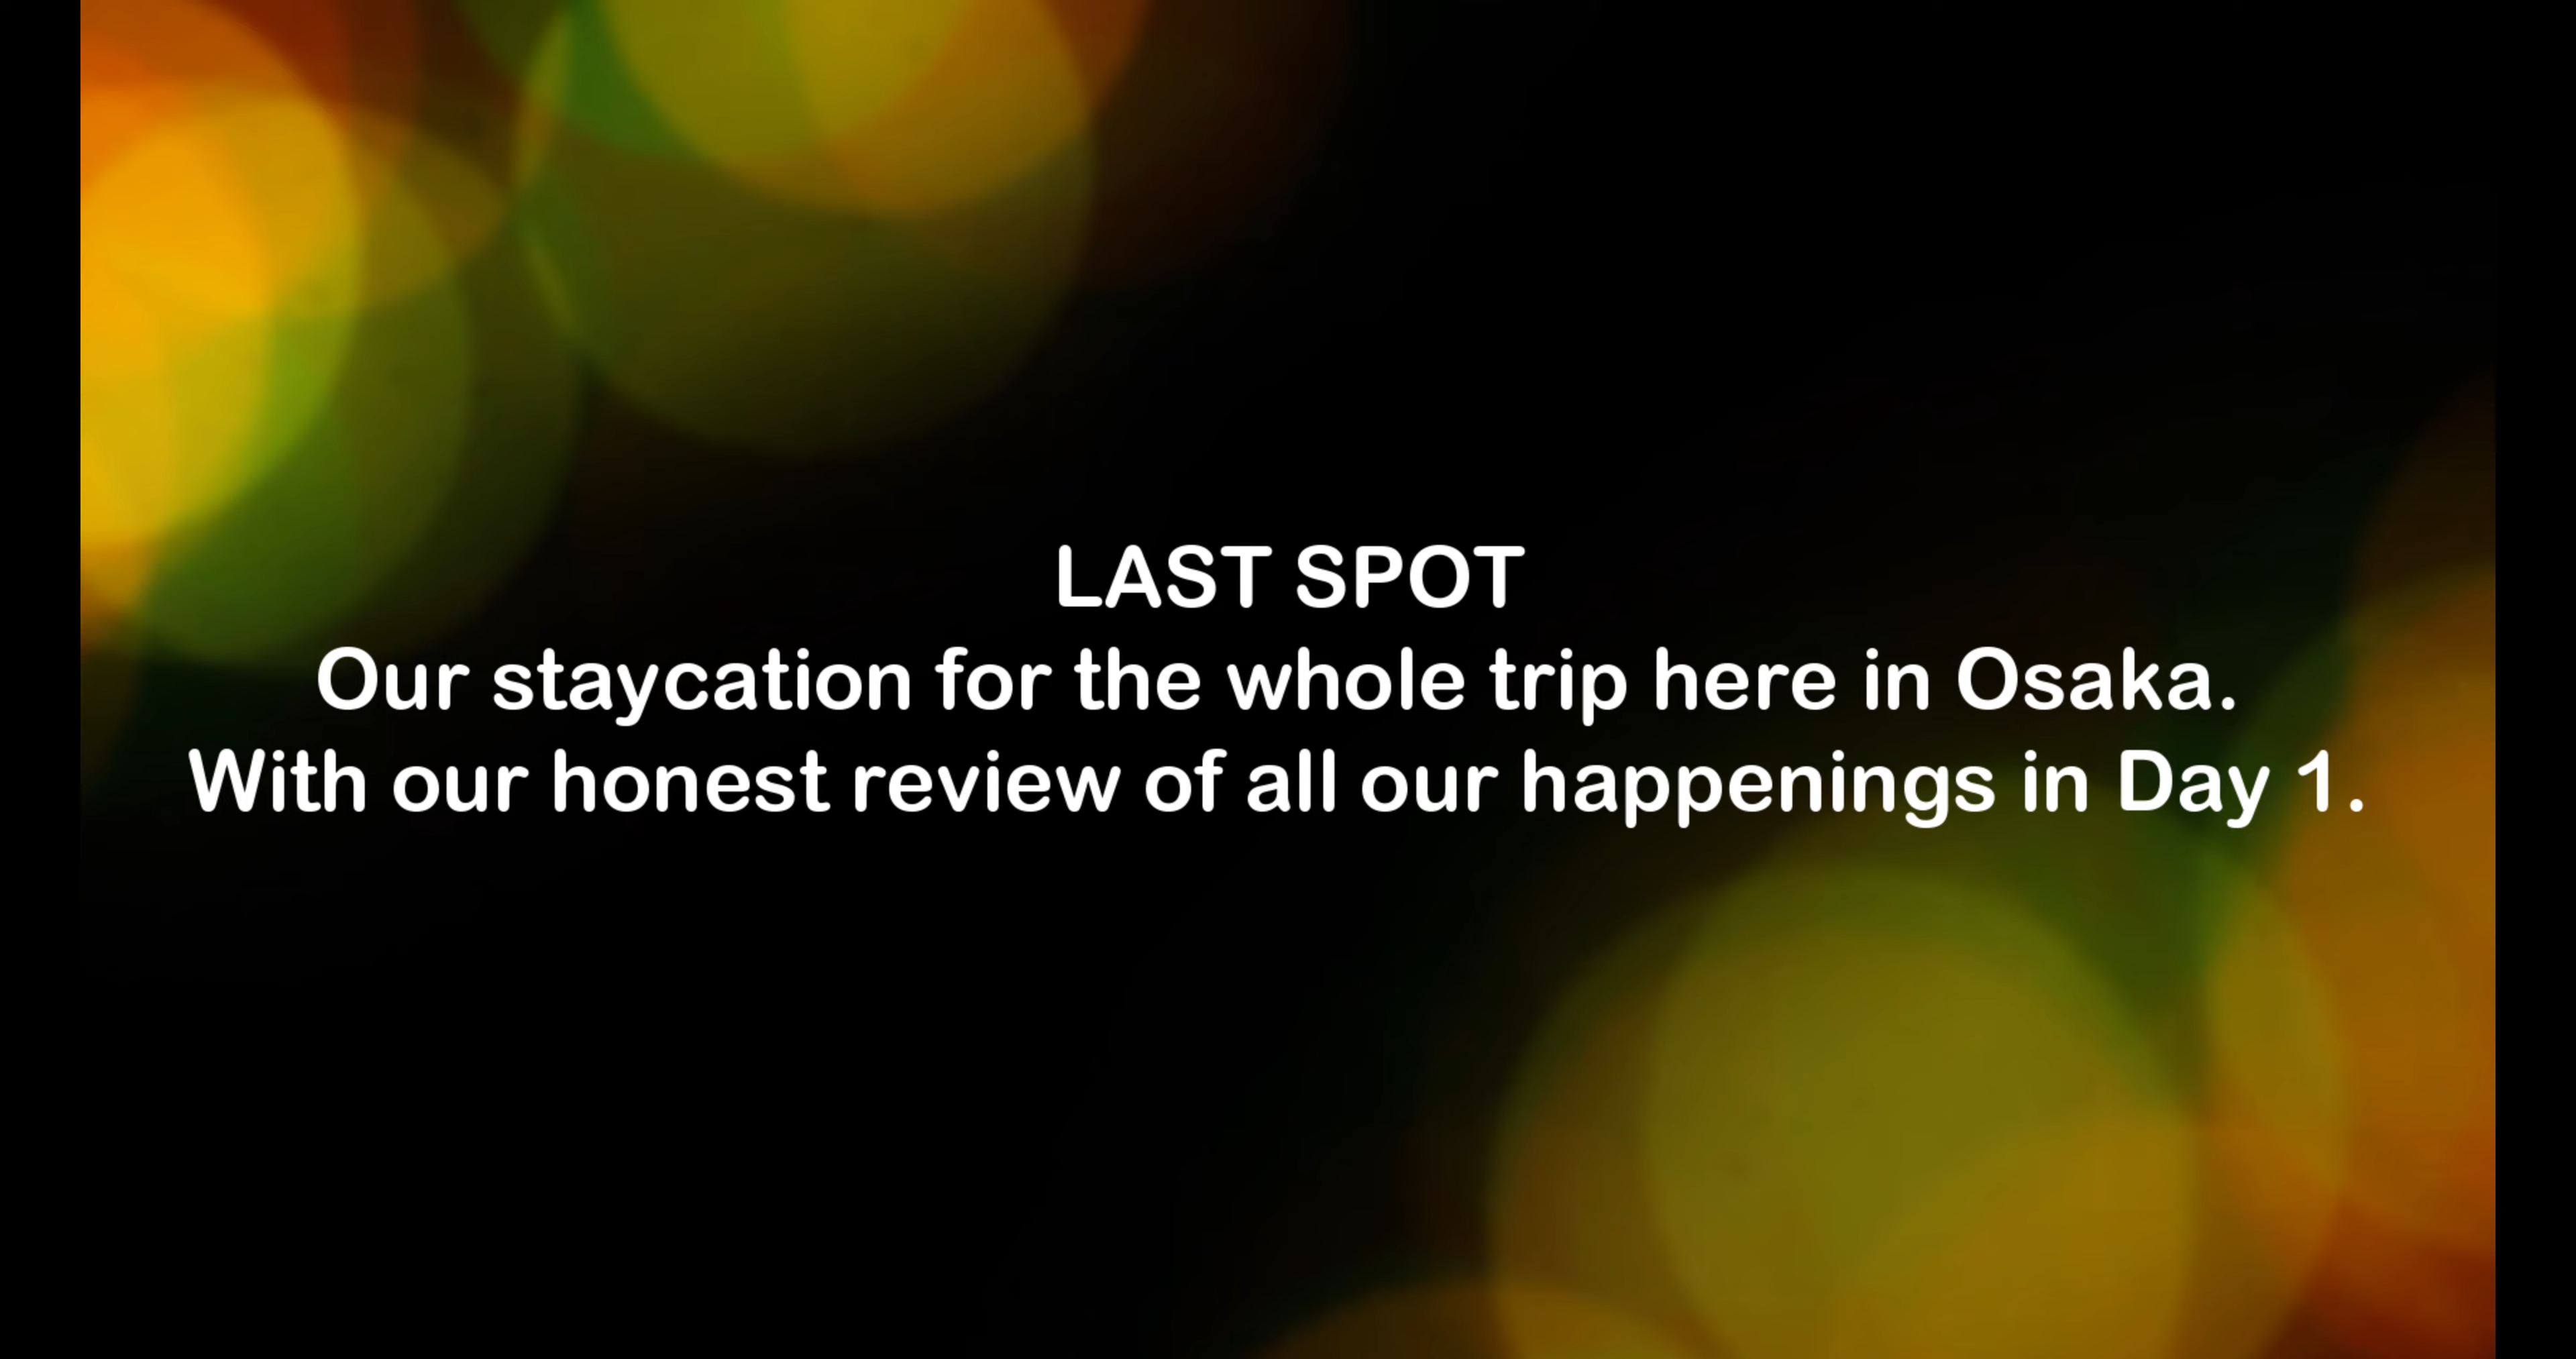 LAST SPOT
Our staycation for the whole trip here in Osaka.
With our honest review of all our happenings in Day 1.